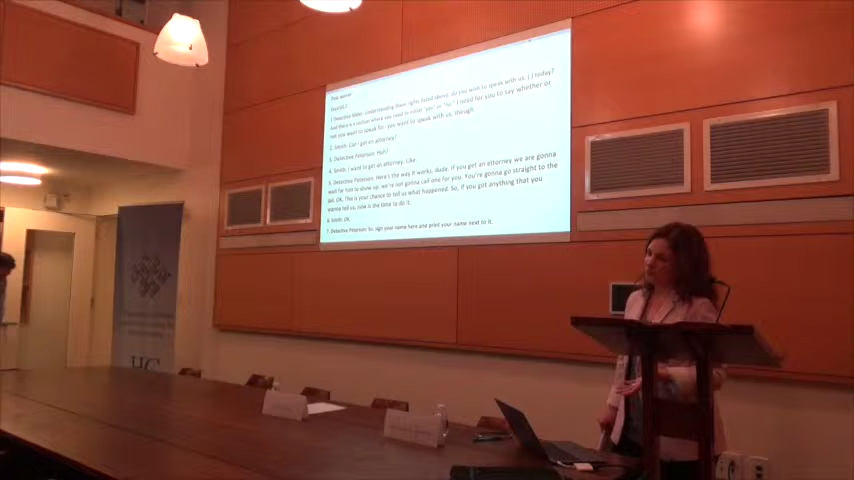 1 Detective Slider: Understanding these rights listed above, do you wish to speak with us. (.) today?
And there is a section where you need to initial "yes" or "no." I need for you to say whether or
not you want to speak for- you want to speak with us, though.
2. Smith: Can I get an attorney?
3. Detective Peterson: Huh?
4. Smith: I want to get an attorney. Like.
5. Detective Peterson: Here's the way it works, dude. If you get an attorney we are gonna
wait for him to show up, we're not gonna call one for you. You're gonna go straight to the
jail. OK. This is your chance to tell us what happened. So, if you got anything that you
wanna tell us, now is the time to do it.
6. Smith: OK.
7. Detective Peterson: So, sign your name here and print your name next to it.
HC